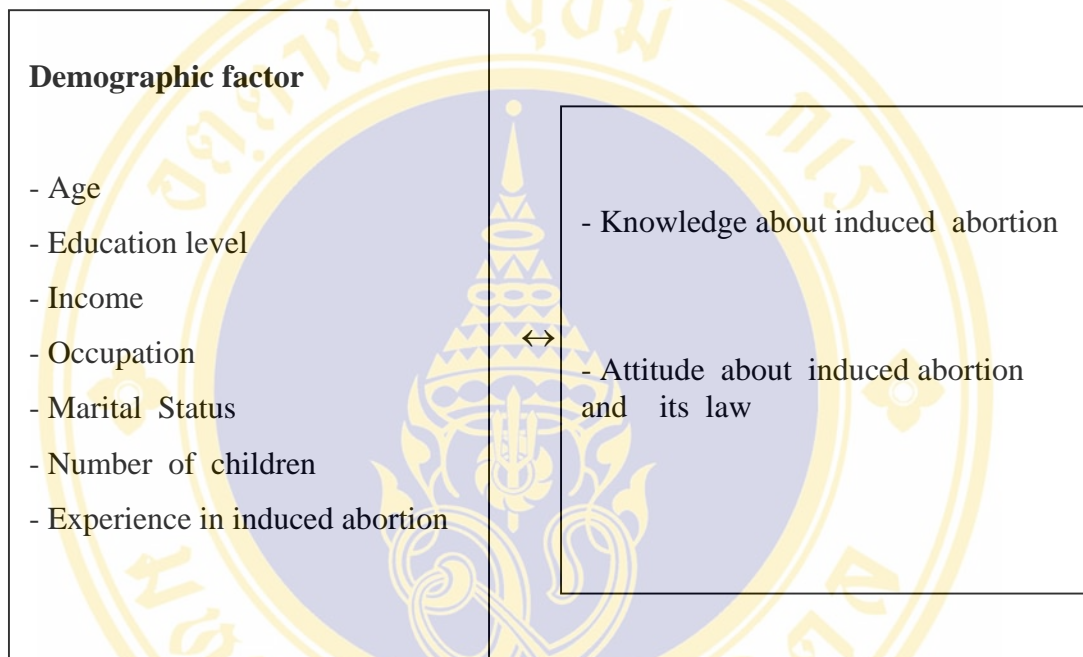 Demographic factor
- Age
- Education level
- Income
- Occupation
- Marital Status
- Number of children
- Experience in induced abortion
↔
- Knowledge about induced abortion
- Attitude about induced abortion
and its law